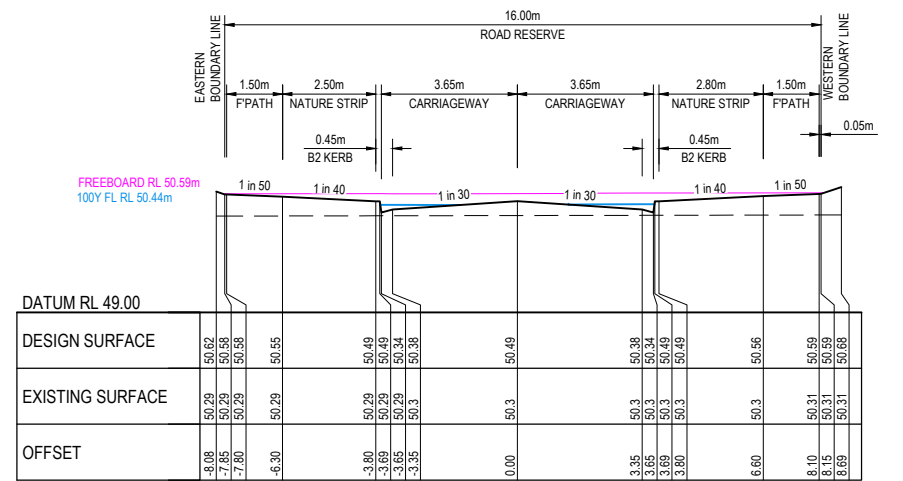 16.00m
ROAD RESERVE
EASTERN
BOUNDARY LINE
WESTERN
BOUNDARY LINE
1.50m 2.50m 3.65m 3.65m 2.80m 1.50m
F'PATH NATURE STRIP CARRIAGEWAY CARRIAGEWAY NATURE STRIP F'PATH
0.05m
0.45m 0.45m
B2 KERB B2 KERB
FREEBOARD RL 50.59m
100Y FL RL 50.44m
1 in 50 1 in 40 1 in 30 1 in 30 1 in 40 1 in 50
DATUM RL 49.00
DESIGN SURFACE 50.62 50.58 50.58 50.55 50.49 50.49 50.34 50.38 50.49 50.38 50.34 50.49 50.49 50.56 50.59 50.59 50.68
EXISTING SURFACE 50.29 50.29 50.29 50.29 50.29 50.29 50.29 50.3 50.3 50.3 50.3 50.3 50.3 50.3 50.31 50.31 50.31
OFFSET -8.08 -7.85 -7.80 -6.30 -3.80 -3.69 -3.65 -3.35 0.00 3.35 3.65 3.69 3.80 6.60 8.10 8.15 8.69